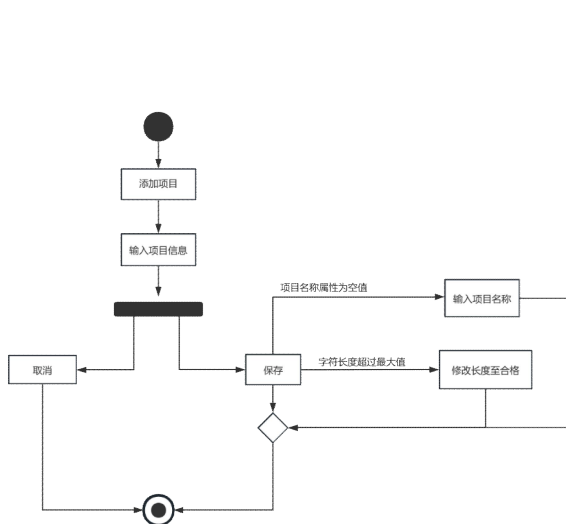 添加项目
输入项目信息
项目名称属性为空值
输入项目名称
取消
保存
字符长度超过最大值
修改长度至合格